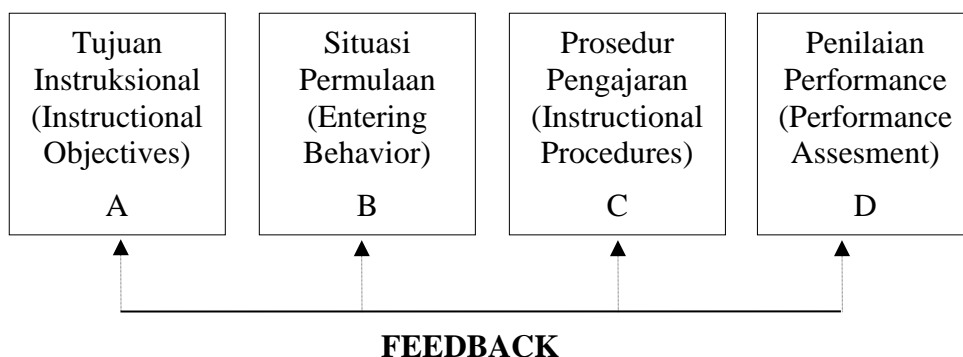 Tujuan
Instruksional
(Instructional
Objectives)
A
Situasi
Permulaan
(Entering
Behavior)
B
Prosedur
Pengajaran
(Instructional
Procedures)
C
Penilaian
Performance
(Performance
Assesment)
D
FEEDBACK